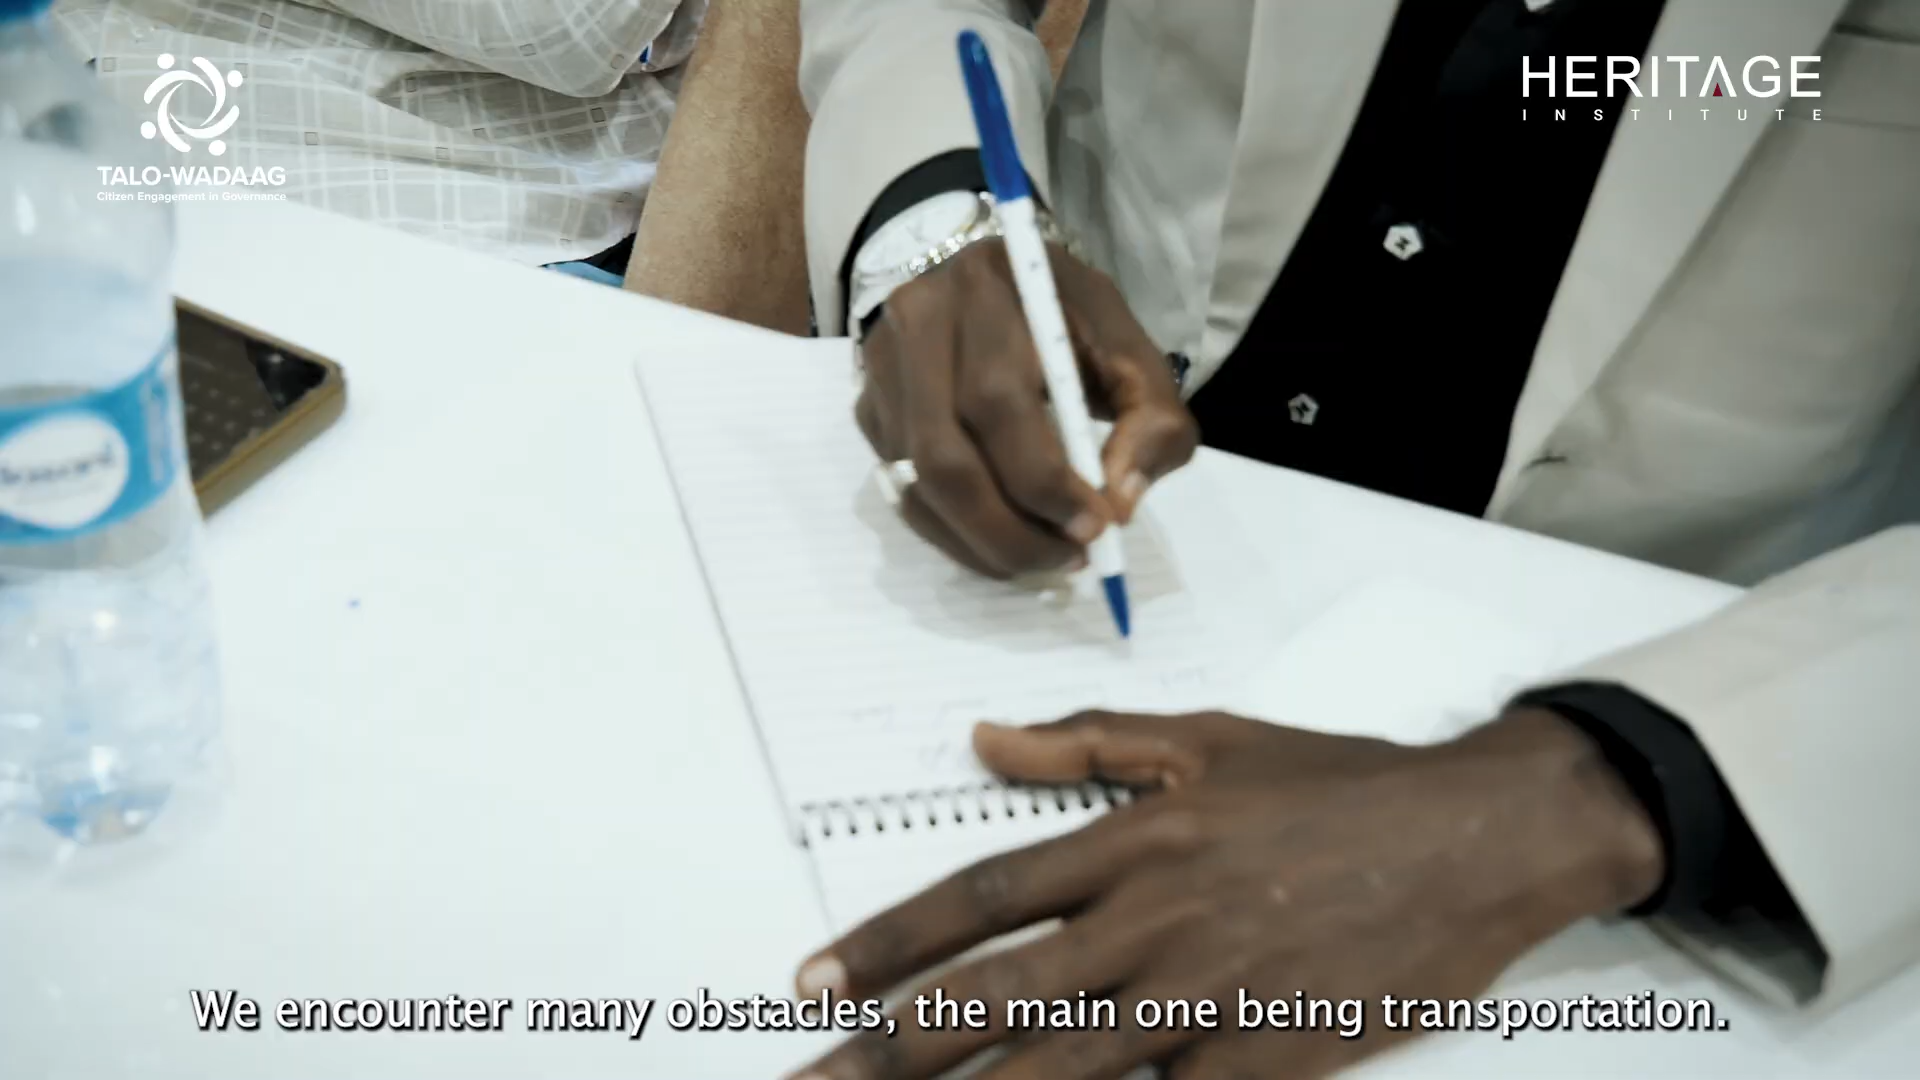 TALO-WADAAG
Citizen Engagement in Governance
HERITAGE
INSTITUTE
We encounter many obstacles, the main one being transportation.